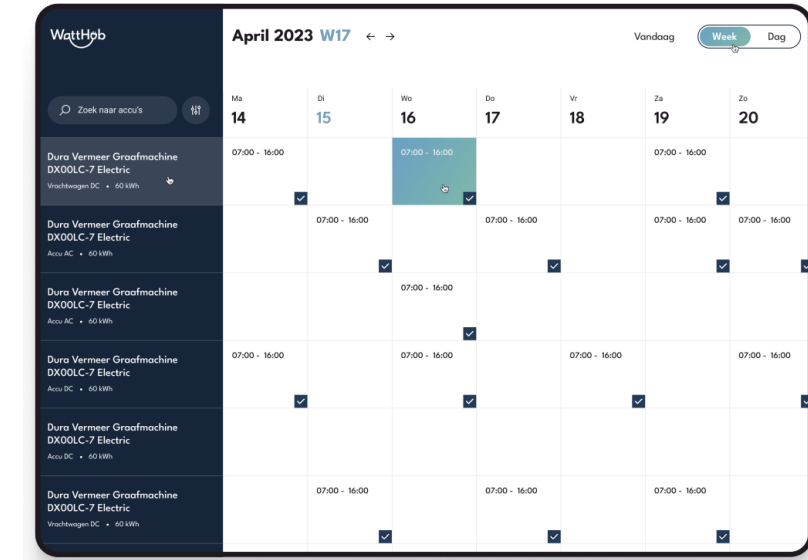 WattHub
April 2023 W17 ← →
Vandaag
Week
Dag
Zoek naar accu's
Ma
14
Di
15
Wo
16
Do
17
Vr
18
Za
19
Zo
20
Dura Vermeer Graafmachine
DX00LC-7 Electric
Vrachtwagen DC • 60 kWh
07:00 - 16:00
07:00 - 16:00
07:00 - 16:00
Dura Vermeer Graafmachine
DX00LC-7 Electric
Accu AC • 60 kWh
07:00 - 16:00
07:00 - 16:00
07:00 - 16:00
07:00 - 16:00
Dura Vermeer Graafmachine
DX00LC-7 Electric
Accu AC • 60 kWh
07:00 - 16:00
Dura Vermeer Graafmachine
DX00LC-7 Electric
Accu DC • 60 kWh
07:00 - 16:00
07:00 - 16:00
07:00 - 16:00
07:00 - 16:00
Dura Vermeer Graafmachine
DX00LC-7 Electric
Accu DC • 60 kWh
Dura Vermeer Graafmachine
DX00LC-7 Electric
Vrachtwagen DC • 60 kWh
07:00 - 16:00
07:00 - 16:00
07:00 - 16:00